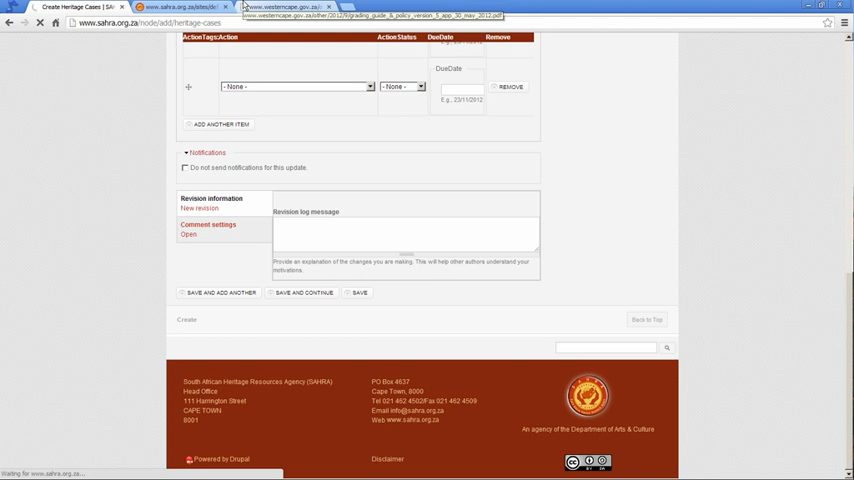 Create Heritage Cases | SA
www.sahra.org.za/sites/de
www.westerncape.gov.za/
www.sahra.org.za/node/add/heritage-cases
www.westerncape.gov.za/other/2012/9/grading_guide_&_policy_version_5_app_30_may_2012.pdf
ActionTags: Action ActionStatus DueDate Remove
DueDate
- None - - None - REMOVE
E.g., 23/11/2012
ADD ANOTHER ITEM
Notifications
Do not send notifications for this update.
Revision information
New revision
Comment settings
Open
Revision log message
Provide an explanation of the changes you are making. This will help other authors understand your
motivations.
SAVE AND ADD ANOTHER SAVE AND CONTINUE SAVE
Create
Back to Top
South African Heritage Resources Agency (SAHRA)
Head Office
111 Harrington Street
CAPE TOWN
8001
PO Box 4637
Cape Town, 8000
Tel 021 462 4502/Fax 021 462 4509
Email info@sahra.org.za
Web www.sahra.org.za
An agency of the Department of Arts & Culture
Powered by Drupal
Disclaimer
Waiting for www.sahra.org.za...